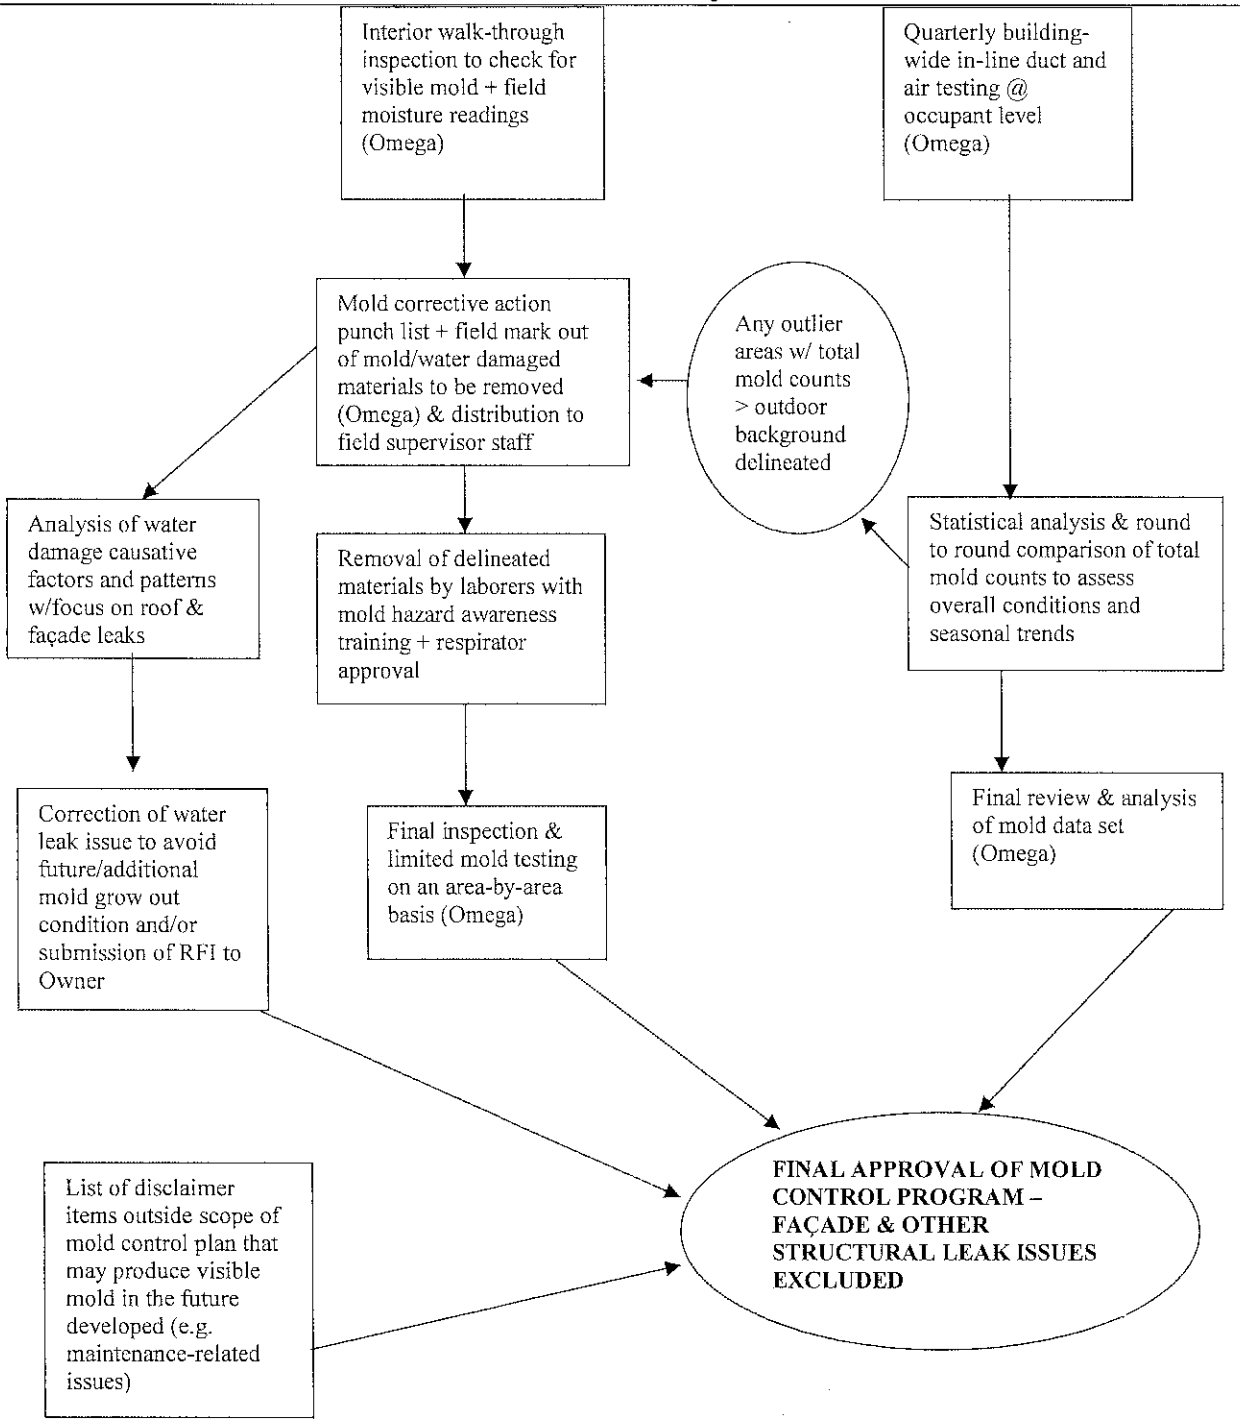 Interior walk-through
inspection to check for
visible mold + field
moisture readings
(Omega)
Quarterly building-
wide in-line duct and
air testing @
occupant level
(Omega)
Mold corrective action
punch list + field mark out
of mold/water damaged
materials to be removed
(Omega) & distribution to
field supervisor staff
Any outlier
areas w/ total
mold counts
> outdoor
background
delineated
Analysis of water
damage causative
factors and patterns
w/focus on roof &
façade leaks
Removal of delineated
materials by laborers with
mold hazard awareness
training + respirator
approval
Statistical analysis & round
to round comparison of total
mold counts to assess
overall conditions and
seasonal trends
Correction of water
leak issue to avoid
future/additional
mold grow out
condition and/or
submission of RFI to
Owner
Final inspection &
limited mold testing
on an area-by-area
basis (Omega)
Final review & analysis
of mold data set
(Omega)
List of disclaimer
items outside scope of
mold control plan that
may produce visible
mold in the future
developed (e.g.
maintenance-related
issues)
FINAL APPROVAL OF MOLD
CONTROL PROGRAM –
FAÇADE & OTHER
STRUCTURAL LEAK ISSUES
EXCLUDED